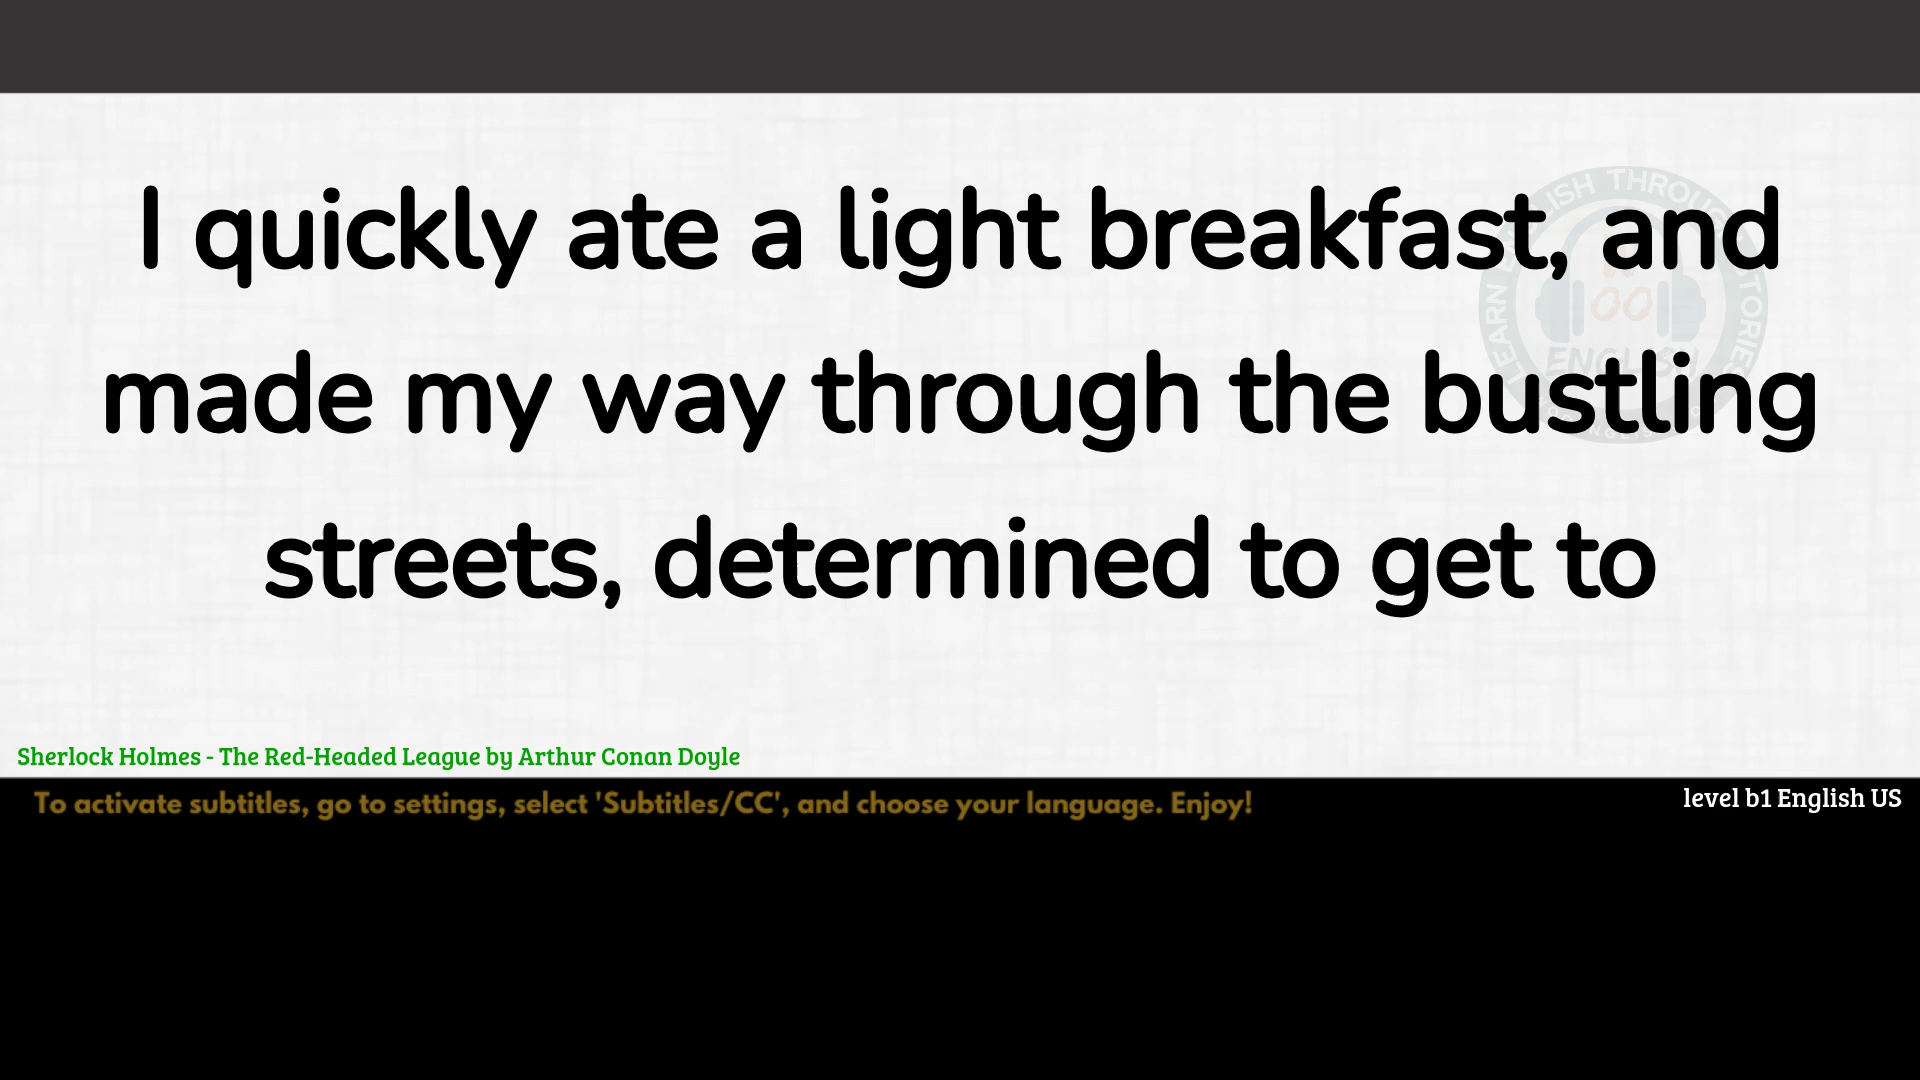 I quickly ate a light breakfast, and
made my way through the bustling
streets, determined to get to
Sherlock Holmes - The Red-Headed League by Arthur Conan Doyle
To activate subtitles, go to settings, select 'Subtitles/CC', and choose your language. Enjoy!
level b1 English US